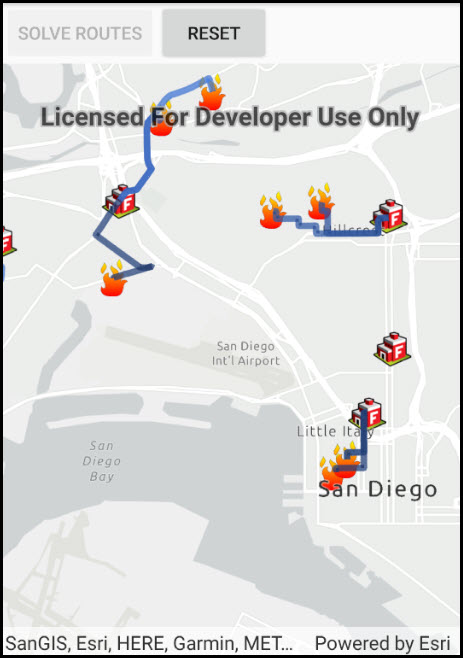 SOLVE ROUTES RESET
Licensed For Developer Use Only
F
F
Hillcrest
F
San Diego
Int'l Airport
F
Little Italy
F
San
Diego
Bay
San Diego
SanGIS, Esri, HERE, Garmin, MET... Powered by Esri